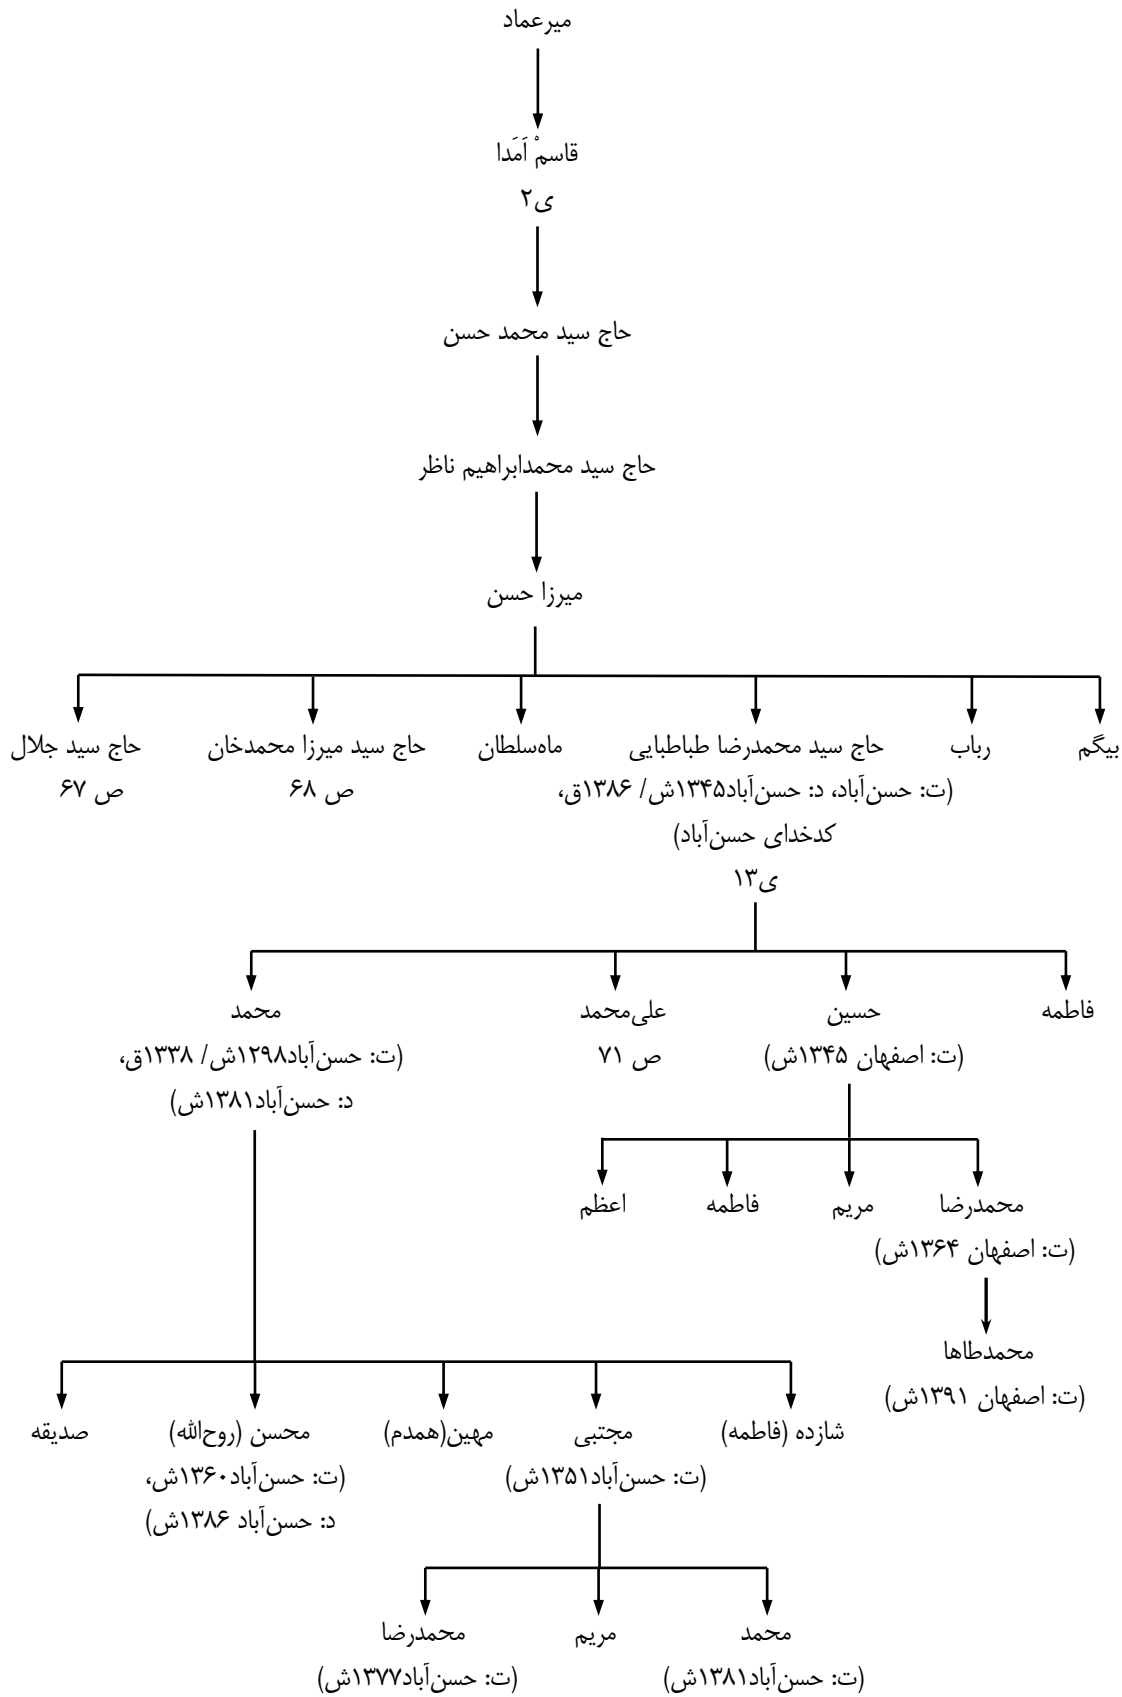 میرعماد
قاسمْ اَمَدا
ی۲
حاج سید محمد حسن
حاج سید محمدابراهیم ناظر
میرزا حسن
بیگم
رباب
حاج سید محمدرضا طباطبایی
(ت: حسن‌آباد، د: حسن‌آباد۱۳۴۵ش/ ۱۳۸۶ق،
کدخدای حسن‌آباد)
ی۱۳
ماه‌سلطان
حاج سید میرزا محمدخان
ص ۶۸
حاج سید جلال
ص ۶۷
فاطمه
حسین
(ت: اصفهان ۱۳۴۵ش)
علی‌محمد
ص ۷۱
محمد
(ت: حسن‌آباد۱۲۹۸ش/ ۱۳۳۸ق،
د: حسن‌آباد۱۳۸۱ش)
محمدرضا
(ت: اصفهان ۱۳۶۴ش)
مریم
فاطمه
اعظم
محمدطاها
(ت: اصفهان ۱۳۹۱ش)
شازده (فاطمه)
مجتبی
(ت: حسن‌آباد۱۳۵۱ش)
مهین(همدم)
محسن (روح‌الله)
(ت: حسن‌آباد۱۳۶۰ش،
د: حسن‌آباد ۱۳۸۶ش)
صدیقه
محمد
(ت: حسن‌آباد۱۳۸۱ش)
مریم
محمدرضا
(ت: حسن‌آباد۱۳۷۷ش)